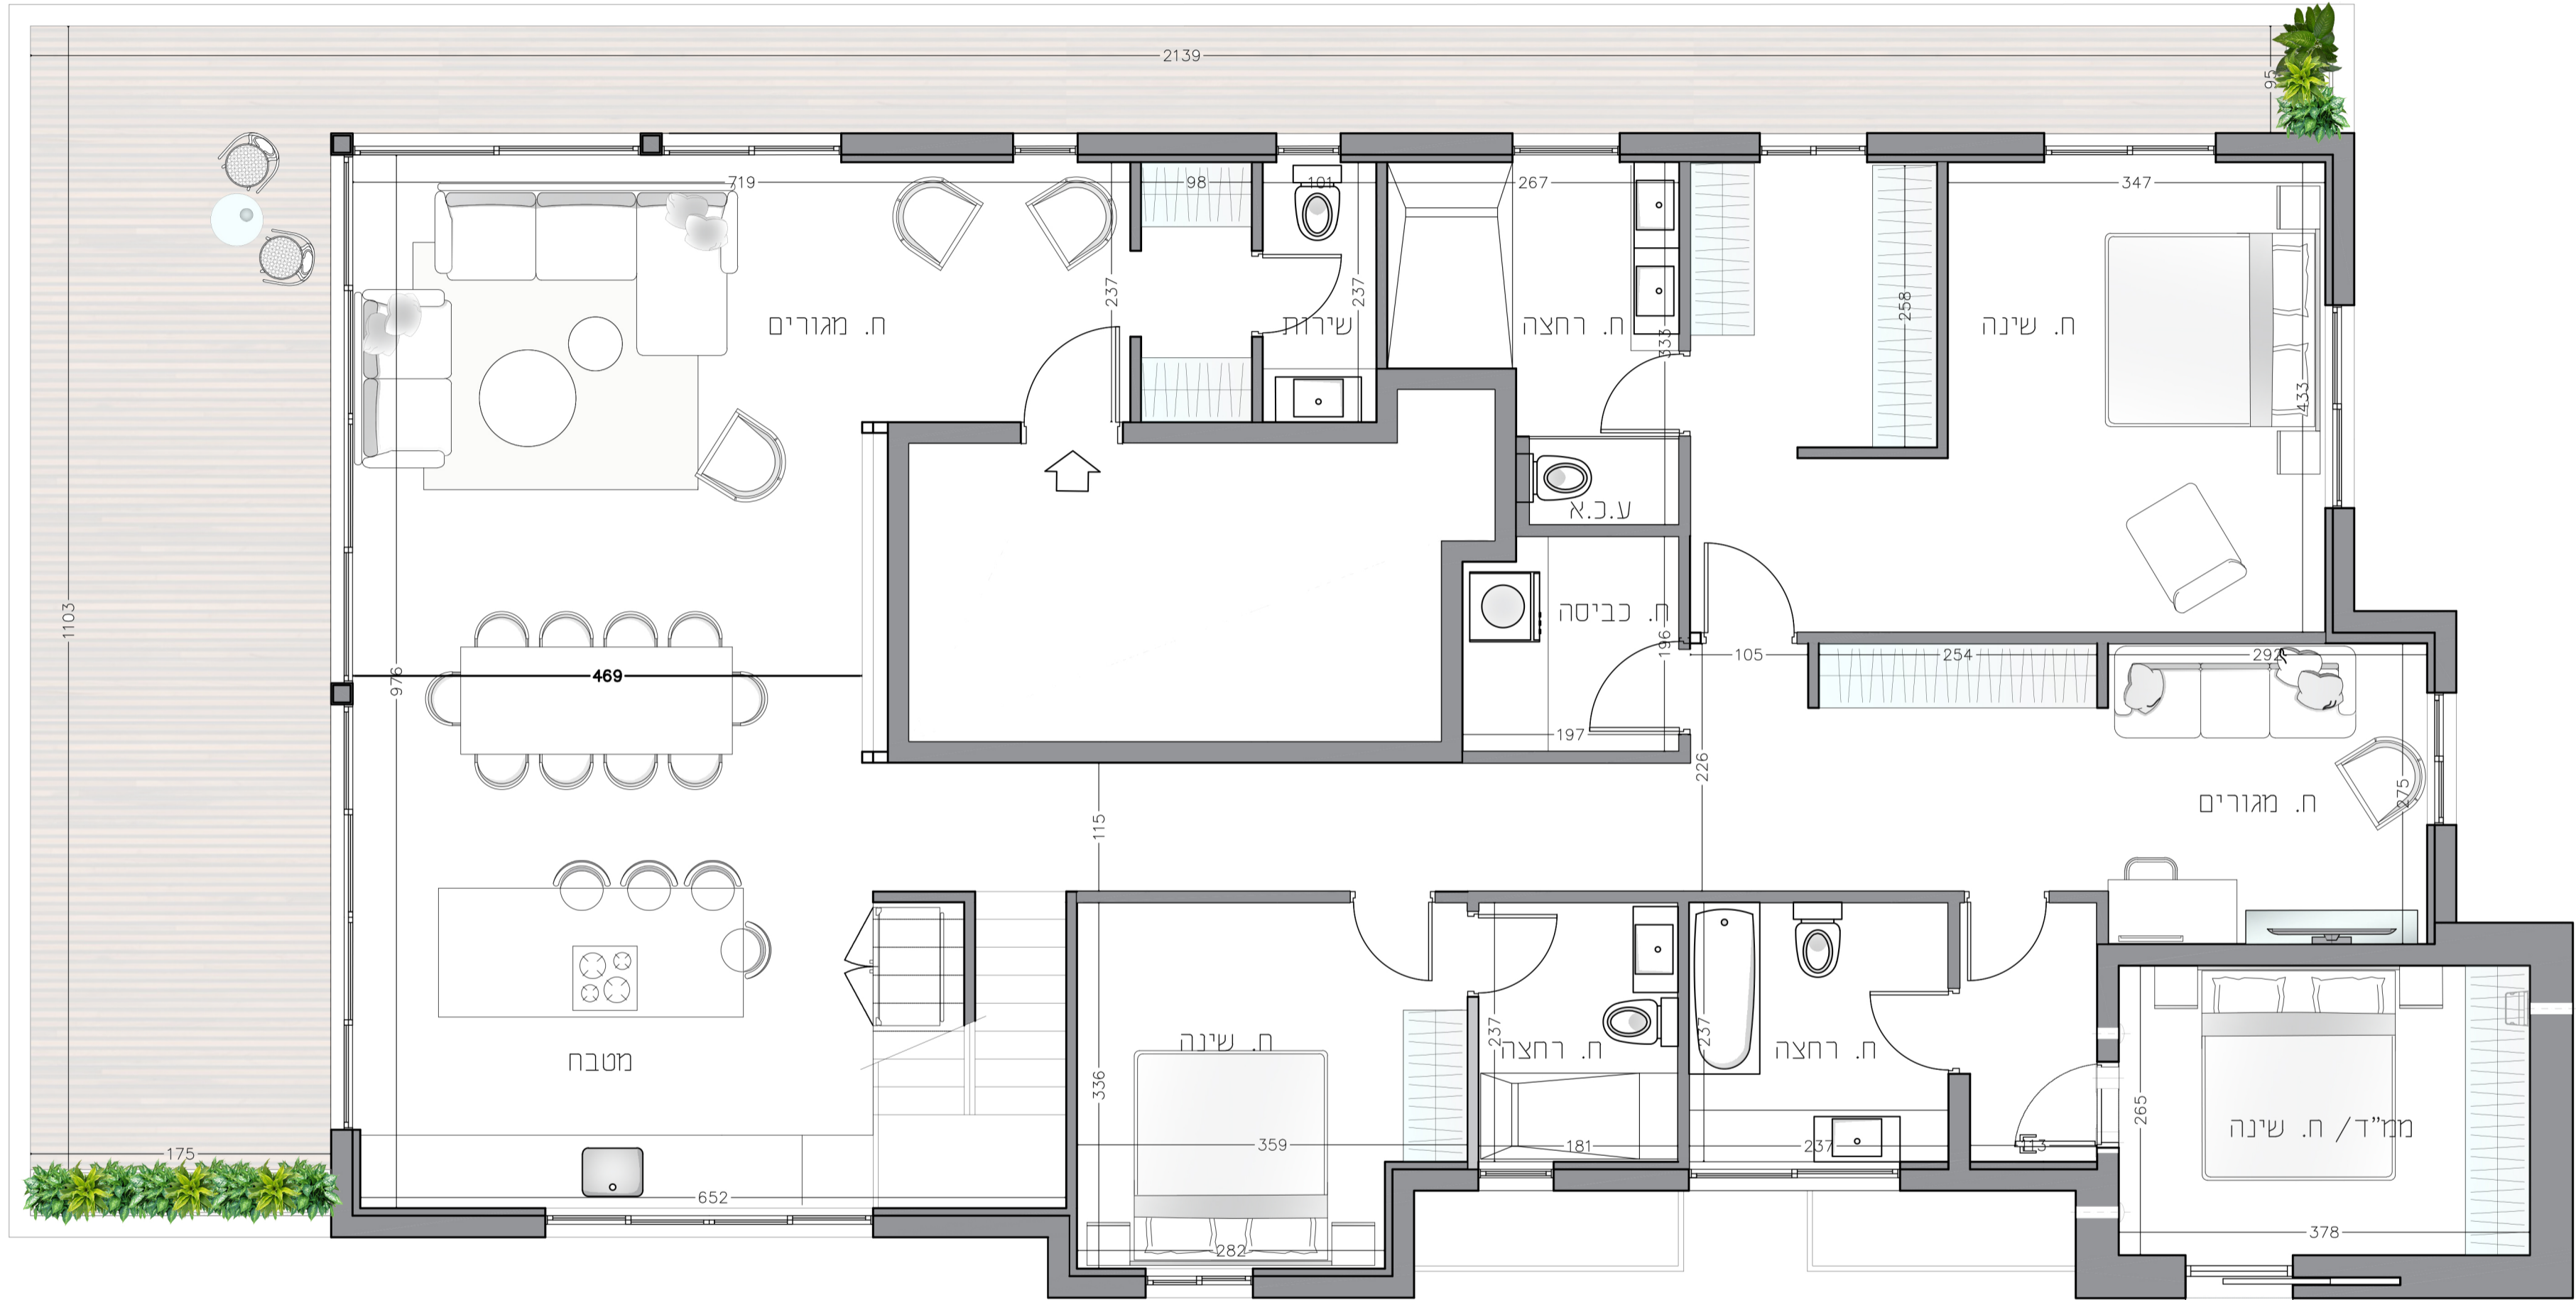 2139
95
719
98
101
267
347
237
237
258
ח. מגורים
שירות
ח. רחצה
333
ח. שינה
433
ע.כ.א
1103
976
469
ח. כביסה
196
105
254
292
197
226
275
ח. מגורים
115
336
ח. שינה
237
ח. רחצה
237
ח. רחצה
מטבח
265
ממ"ד/ ח. שינה
359
181
237
113
175
652
282
378